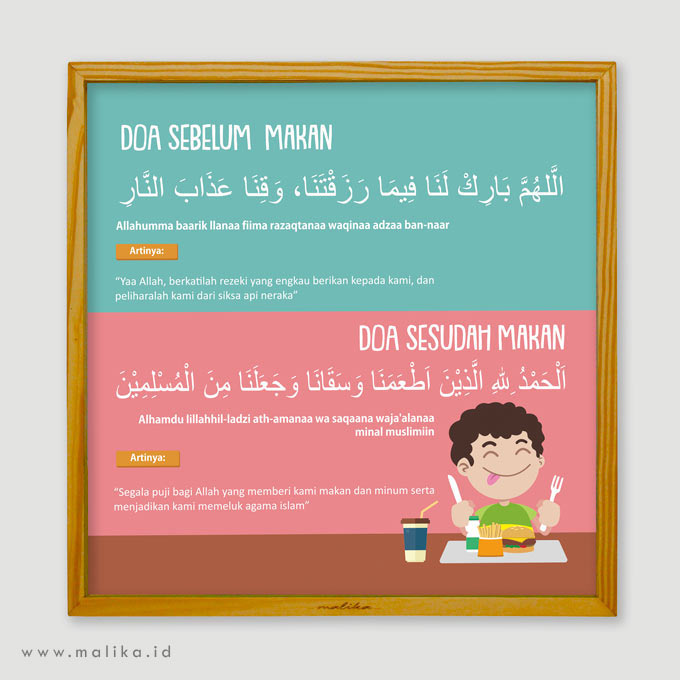 DOA SEBELUM MAKAN
الَّلهُمَّ بَارِكْ لَنَا فِيمَا رَزَقْتَنَا، وَقِنَا عَذَابَ النَّارِ
Allahumma baarik llanaa fiima razaqtanaa waqinaa adzaa ban-naar
Artinya:
“Yaa Allah, berkatilah rezeki yang engkau berikan kepada kami, dan
peliharalah kami dari siksa api neraka”
DOA SESUDAH MAKAN
اَلْحَمْدُ ِللهِ الَّذِيْنَ اَطْعَمَنَا وَسَقَانَا وَجَعَلَنَا مِنَ الْمُسْلِمِيْنَ
Alhamdu lillahhil-ladzi ath-amanaa wa saqaana waja'alanaa
minal muslimiin
Artinya:
“Segala puji bagi Allah yang memberi kami makan dan minum serta
menjadikan kami memeluk agama islam”
malika
www.malika.id